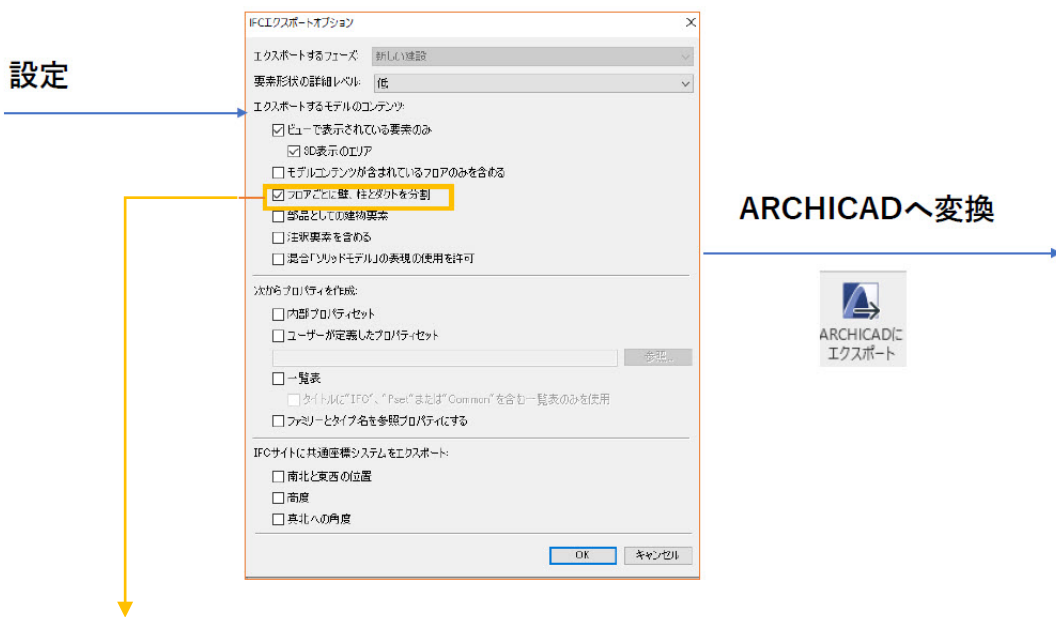 IFCエクスポートオプション
設定
エクスポートするフェーズ: 新しい建設
要素形状の詳細レベル: 低
エクスポートするモデルのコンテンツ:
ビューで表示されている要素のみ
3D表示のエリア
モデルコンテンツが含まれているフロアのみを含める
フロアごとに壁、柱とダクトを分割
部品としての建物要素
注釈要素を含める
混合「ソリッドモデル」の表現の使用を許可
次からプロパティを作成:
内部プロパティセット
ユーザーが定義したプロパティセット
参照...
一覧表
タイトルに"IFC"、"Pset"または"Common"を含む一覧表のみを使用
ファミリーとタイプ名を参照プロパティにする
IFCサイトに共通座標システムをエクスポート:
南北と東西の位置
高度
真北への角度
OK キャンセル
ARCHICADへ変換
ARCHICADに
エクスポート